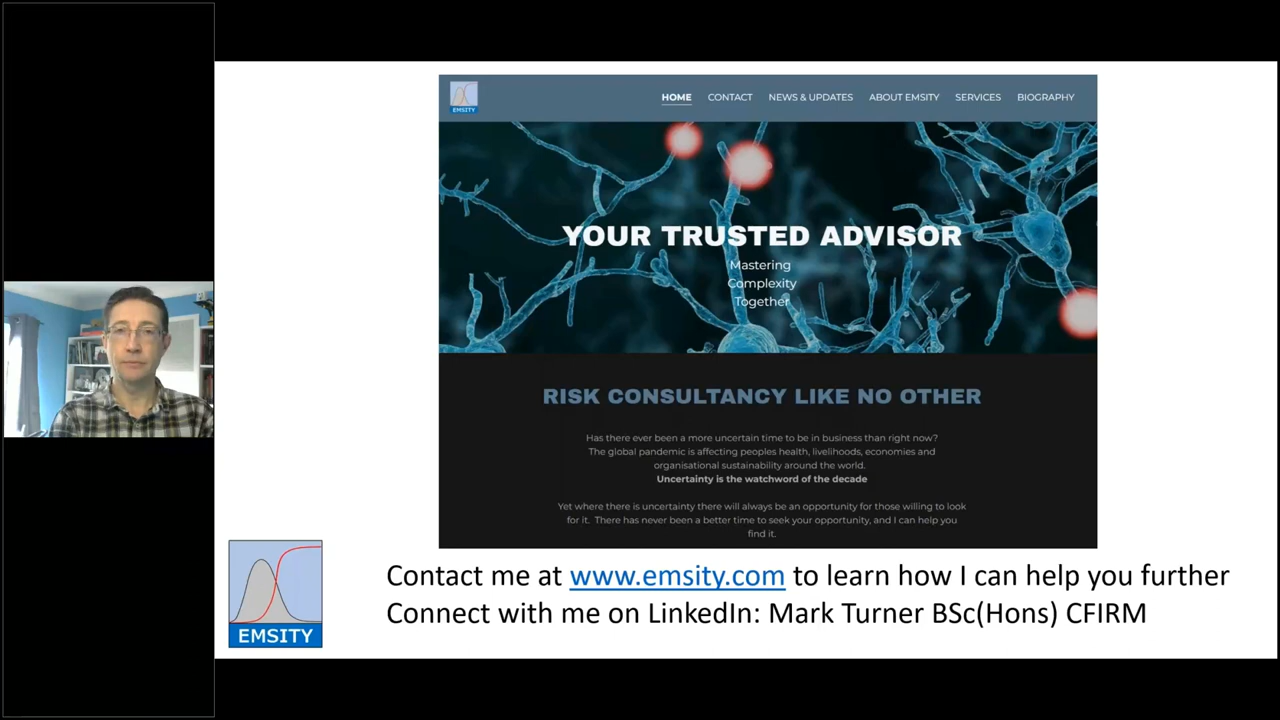 EMSITY
HOME CONTACT NEWS & UPDATES ABOUT EMSITY SERVICES BIOGRAPHY
YOUR TRUSTED ADVISOR
Mastering
Complexity
Together
RISK CONSULTANCY LIKE NO OTHER
Has there ever been a more uncertain time to be in business than right now?
The global pandemic is affecting peoples health, livelihoods, economies and
organisational sustainability around the world.
Uncertainty is the watchword of the decade
Yet where there is uncertainty there will always be an opportunity for those willing to look
for it. There has never been a better time to seek your opportunity, and I can help you
find it.
EMSITY
Contact me at www.emsity.com to learn how I can help you further
Connect with me on LinkedIn: Mark Turner BSc(Hons) CFIRM